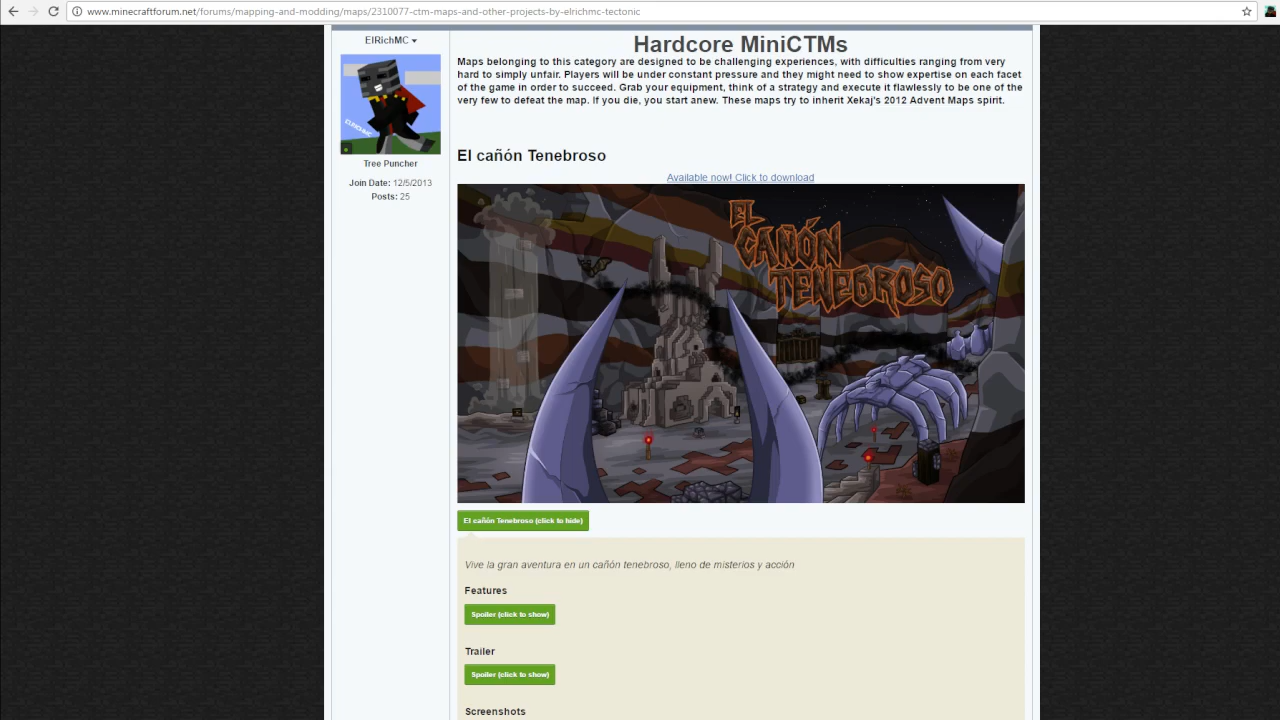 www.minecraftforum.net/forums/mapping-and-modding/maps/2310077-ctm-maps-and-other-projects-by-elrichmc-tectonic
ElRichMC
ELRICHMC
Tree Puncher
Join Date: 12/5/2013
Posts: 25
Hardcore MiniCTMs
Maps belonging to this category are designed to be challenging experiences, with difficulties ranging from very
hard to simply unfair. Players will be under constant pressure and they might need to show expertise on each facet
of the game in order to succeed. Grab your equipment, think of a strategy and execute it flawlessly to be one of the
very few to defeat the map. If you die, you start anew. These maps try to inherit Xekaj's 2012 Advent Maps spirit.
El cañón Tenebroso
Available now! Click to download
EL
CAÑÓN
TENEBROSO
El cañón Tenebroso (click to hide)
Vive la gran aventura en un cañón tenebroso, lleno de misterios y acción
Features
Spoiler (click to show)
Trailer
Spoiler (click to show)
Screenshots